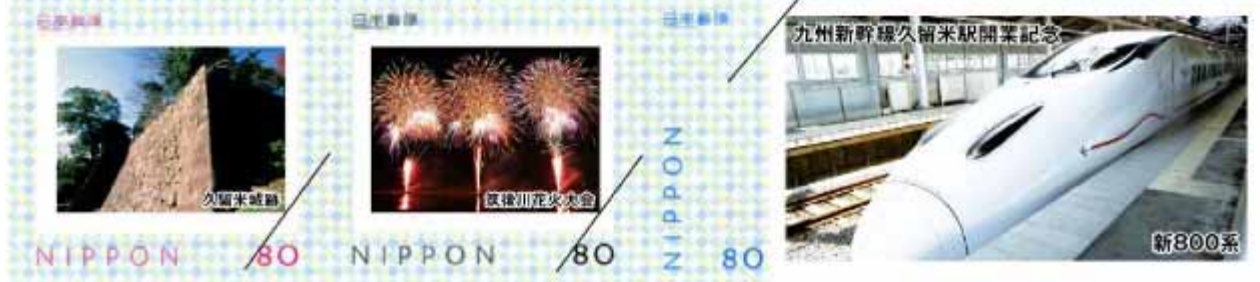 日本郵便
久留米城跡
NIPPON 80
日本郵便
筑後川花火大会
NIPPON 80
日本郵便
NIPPON
80
九州新幹線久留米駅開業記念
新800系